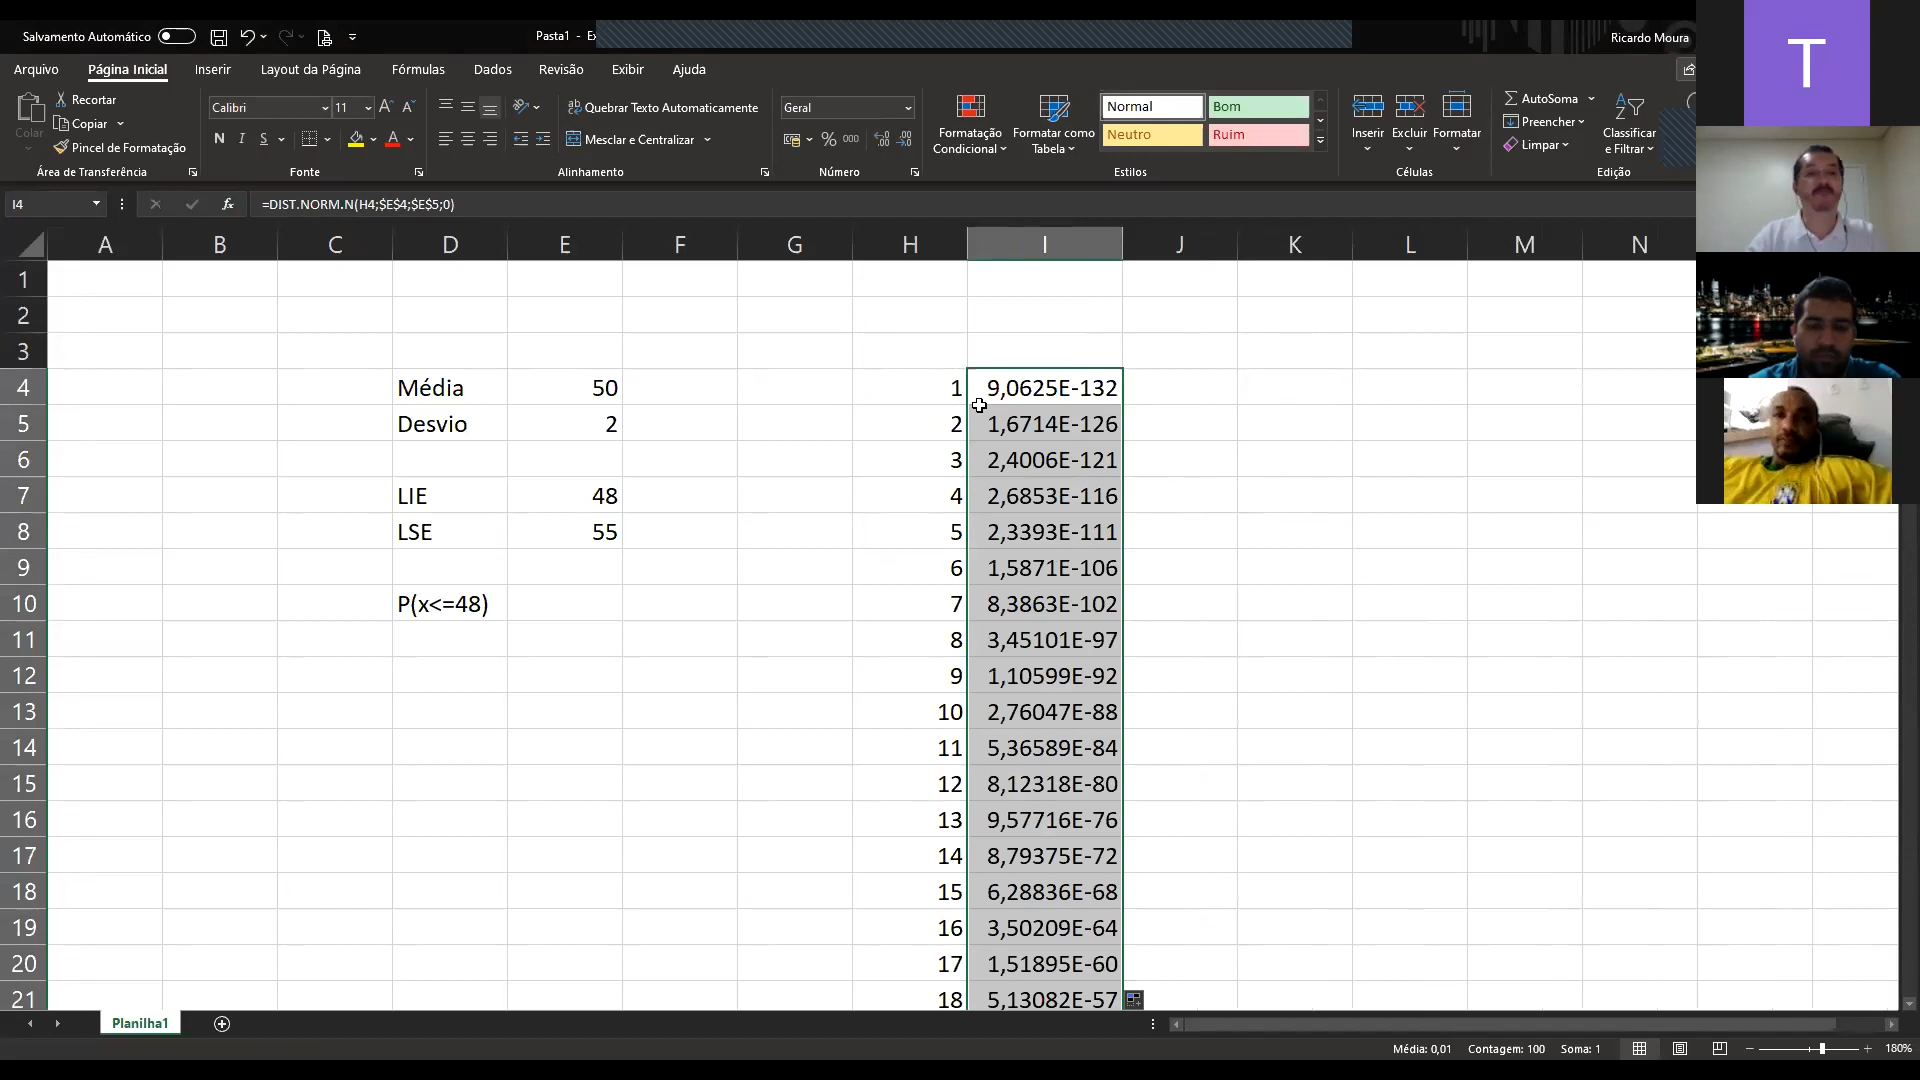 Salvamento Automático
Pasta1 - Ex
Ricardo Moura
Arquivo Página Inicial Inserir Layout da Página Fórmulas Dados Revisão Exibir Ajuda
Colar
Recortar
Copiar
Pincel de Formatação
Área de Transferência
Calibri 11
N I S
Fonte
Quebrar Texto Automaticamente
Mesclar e Centralizar
Alinhamento
Geral
% 000
Número
Formatação Condicional
Formatar como Tabela
Normal Bom
Neutro Ruim
Estilos
Inserir Excluir Formatar
Células
AutoSoma
Preencher
Limpar
Classificar e Filtrar
Edição
T
I4 fx =DIST.NORM.N(H4;$E$4;$E$5;0)
A B C D E F G H I J K L M N
1
2
3
4 Média 50 1 9,0625E-132
5 Desvio 2 2 1,6714E-126
6 3 2,4006E-121
7 LIE 48 4 2,6853E-116
8 LSE 55 5 2,3393E-111
9 6 1,5871E-106
10 P(x<=48) 7 8,3863E-102
11 8 3,45101E-97
12 9 1,10599E-92
13 10 2,76047E-88
14 11 5,36589E-84
15 12 8,12318E-80
16 13 9,57716E-76
17 14 8,79375E-72
18 15 6,28836E-68
19 16 3,50209E-64
20 17 1,51895E-60
21 18 5,13082E-57
Planilha1
Média: 0,01 Contagem: 100 Soma: 1 180%